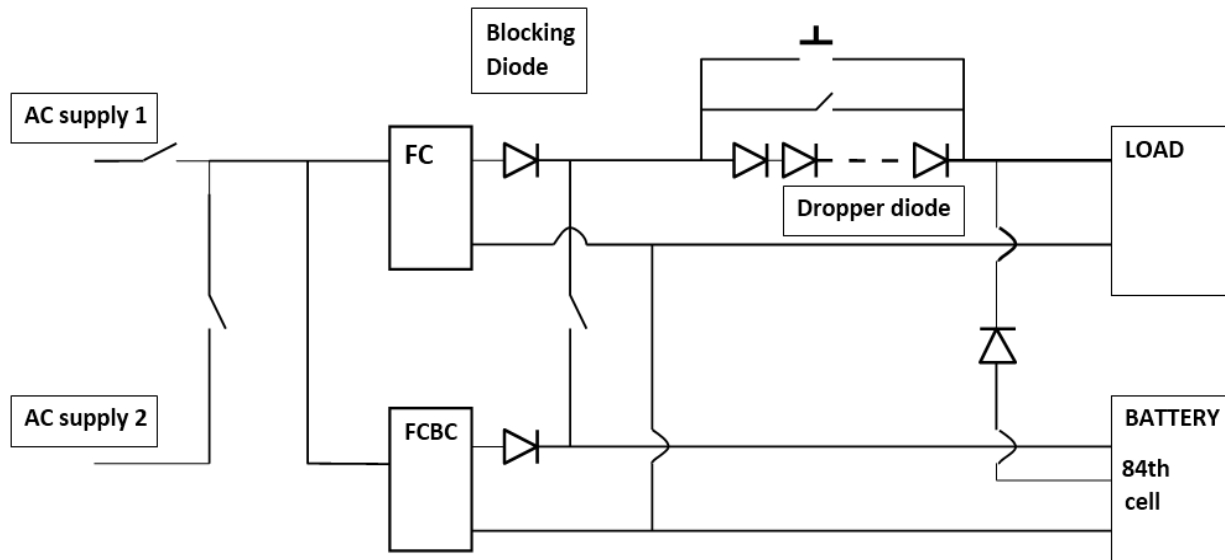 Blocking
Diode
AC supply 1
FC
LOAD
Dropper diode
AC supply 2
FCBC
BATTERY
84th
cell